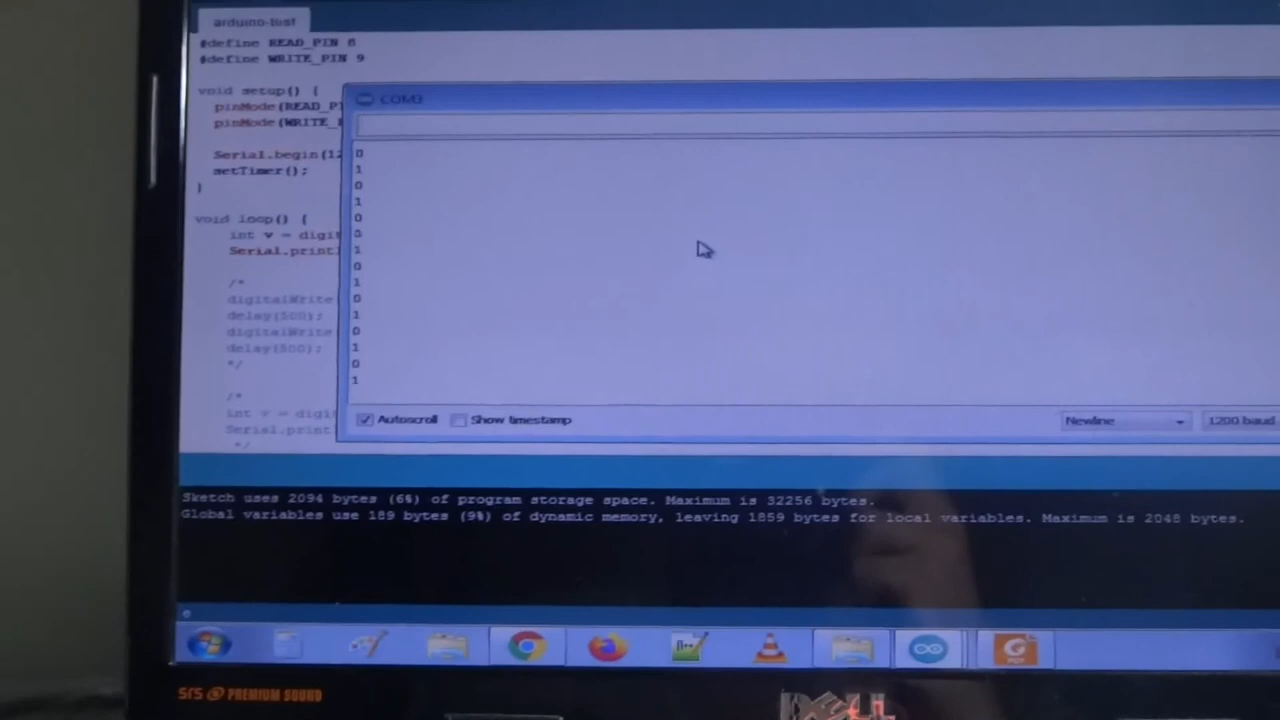 arduino-test
#define READ_PIN 8
#define WRITE_PIN 9
void setup() {
pinMode(READ_PI
pinMode(WRITE_
Serial.begin(12
setTimer();
}
void loop() {
int v = digit
Serial.printl
/*
digitalWrite
delay(500);
digitalWrite
delay(500);
*/
/*
int v = digi
Serial.printl
*/
COM3
0
1
0
1
0
0
1
0
1
0
1
0
1
0
1
Autoscroll
Show timestamp
Newline
1200 baud
Sketch uses 2094 bytes (6%) of program storage space. Maximum is 32256 bytes.
Global variables use 189 bytes (9%) of dynamic memory, leaving 1859 bytes for local variables. Maximum is 2048 bytes.
SRS PREMIUM SOUND
DELL